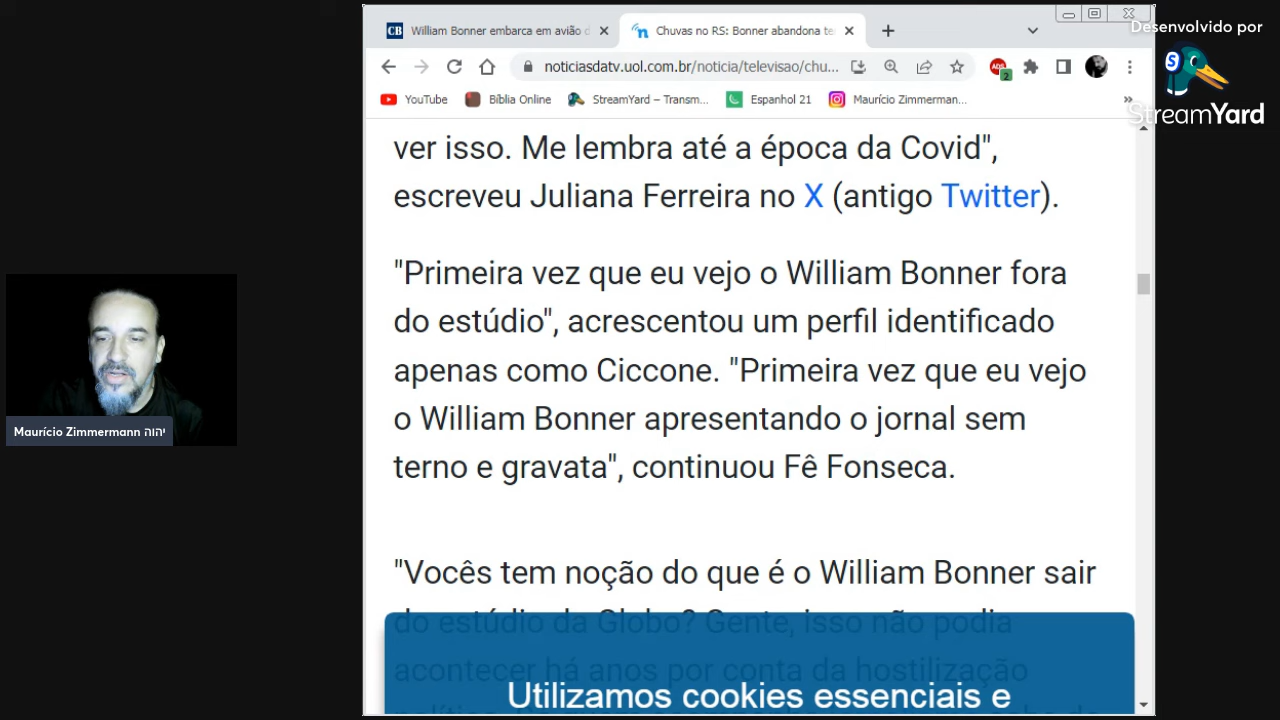 William Bonner embarca em avião d
Chuvas no RS: Bonner abandona te
Desenvolvido por
StreamYard
noticiasdatv.uol.com.br/noticia/televisao/chu...
ADS
2
YouTube
Bíblia Online
StreamYard – Transm...
Espanhol 21
Maurício Zimmerman...
ver isso. Me lembra até a época da Covid",
escreveu Juliana Ferreira no X (antigo Twitter).
"Primeira vez que eu vejo o William Bonner fora
do estúdio", acrescentou um perfil identificado
apenas como Ciccone. "Primeira vez que eu vejo
o William Bonner apresentando o jornal sem
terno e gravata", continuou Fê Fonseca.
"Vocês tem noção do que é o William Bonner sair
do estúdio da Globo? Gente, isso não podia
acontecer há anos por conta da hostilização
Utilizamos cookies essenciais e
Maurício Zimmermann יהוה